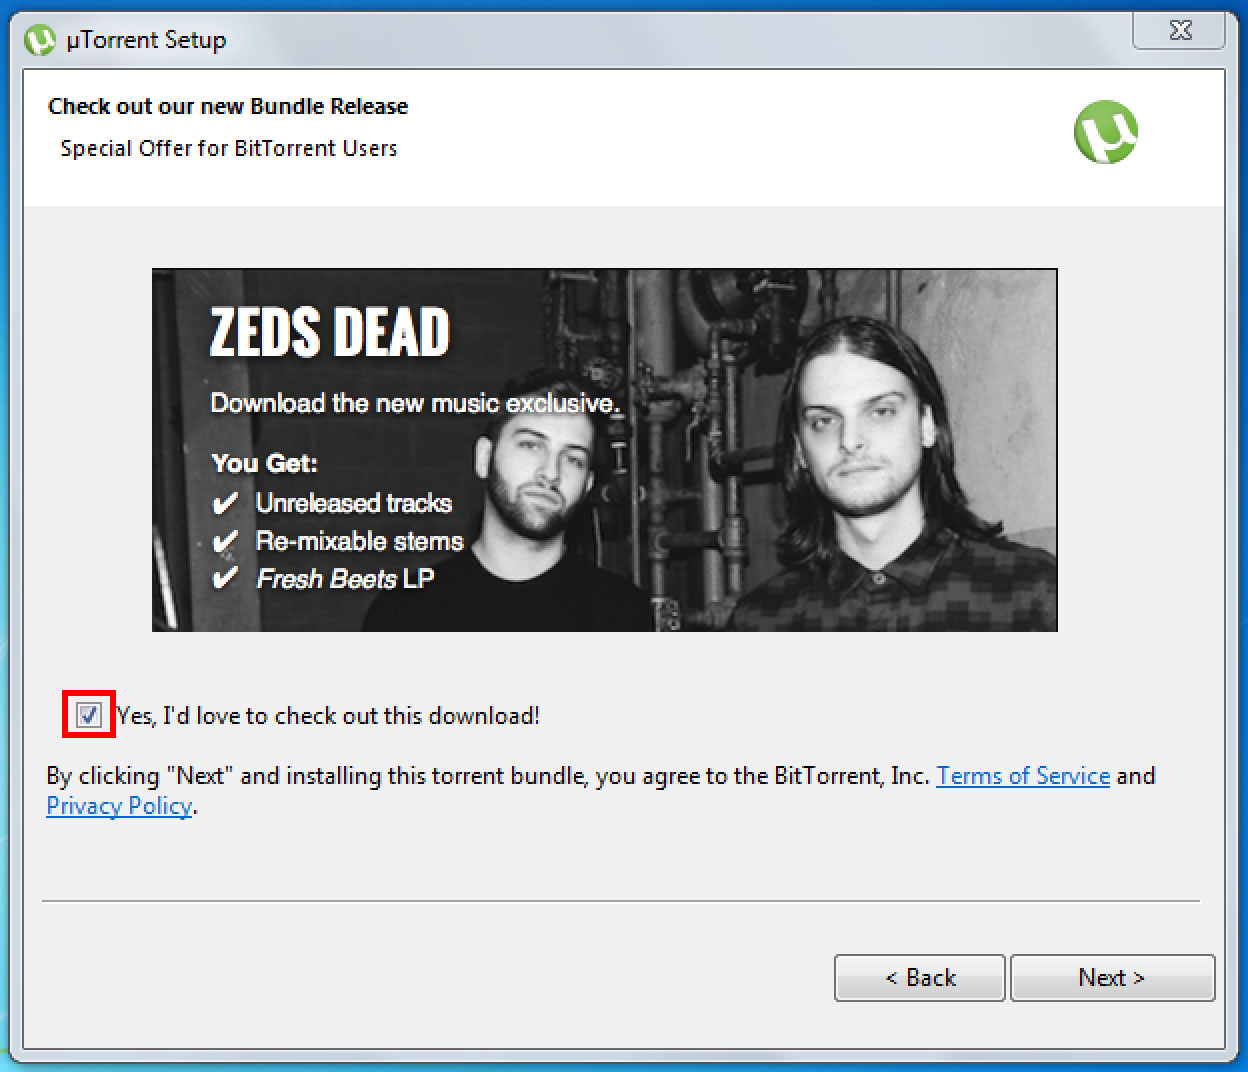 µTorrent Setup
Check out our new Bundle Release
Special Offer for BitTorrent Users
ZEDS DEAD
Download the new music exclusive.
You Get:
✔ Unreleased tracks
✔ Re-mixable stems
✔ Fresh Beets LP
Yes, I'd love to check out this download!
By clicking "Next" and installing this torrent bundle, you agree to the BitTorrent, Inc. Terms of Service and
Privacy Policy.
< Back
Next >